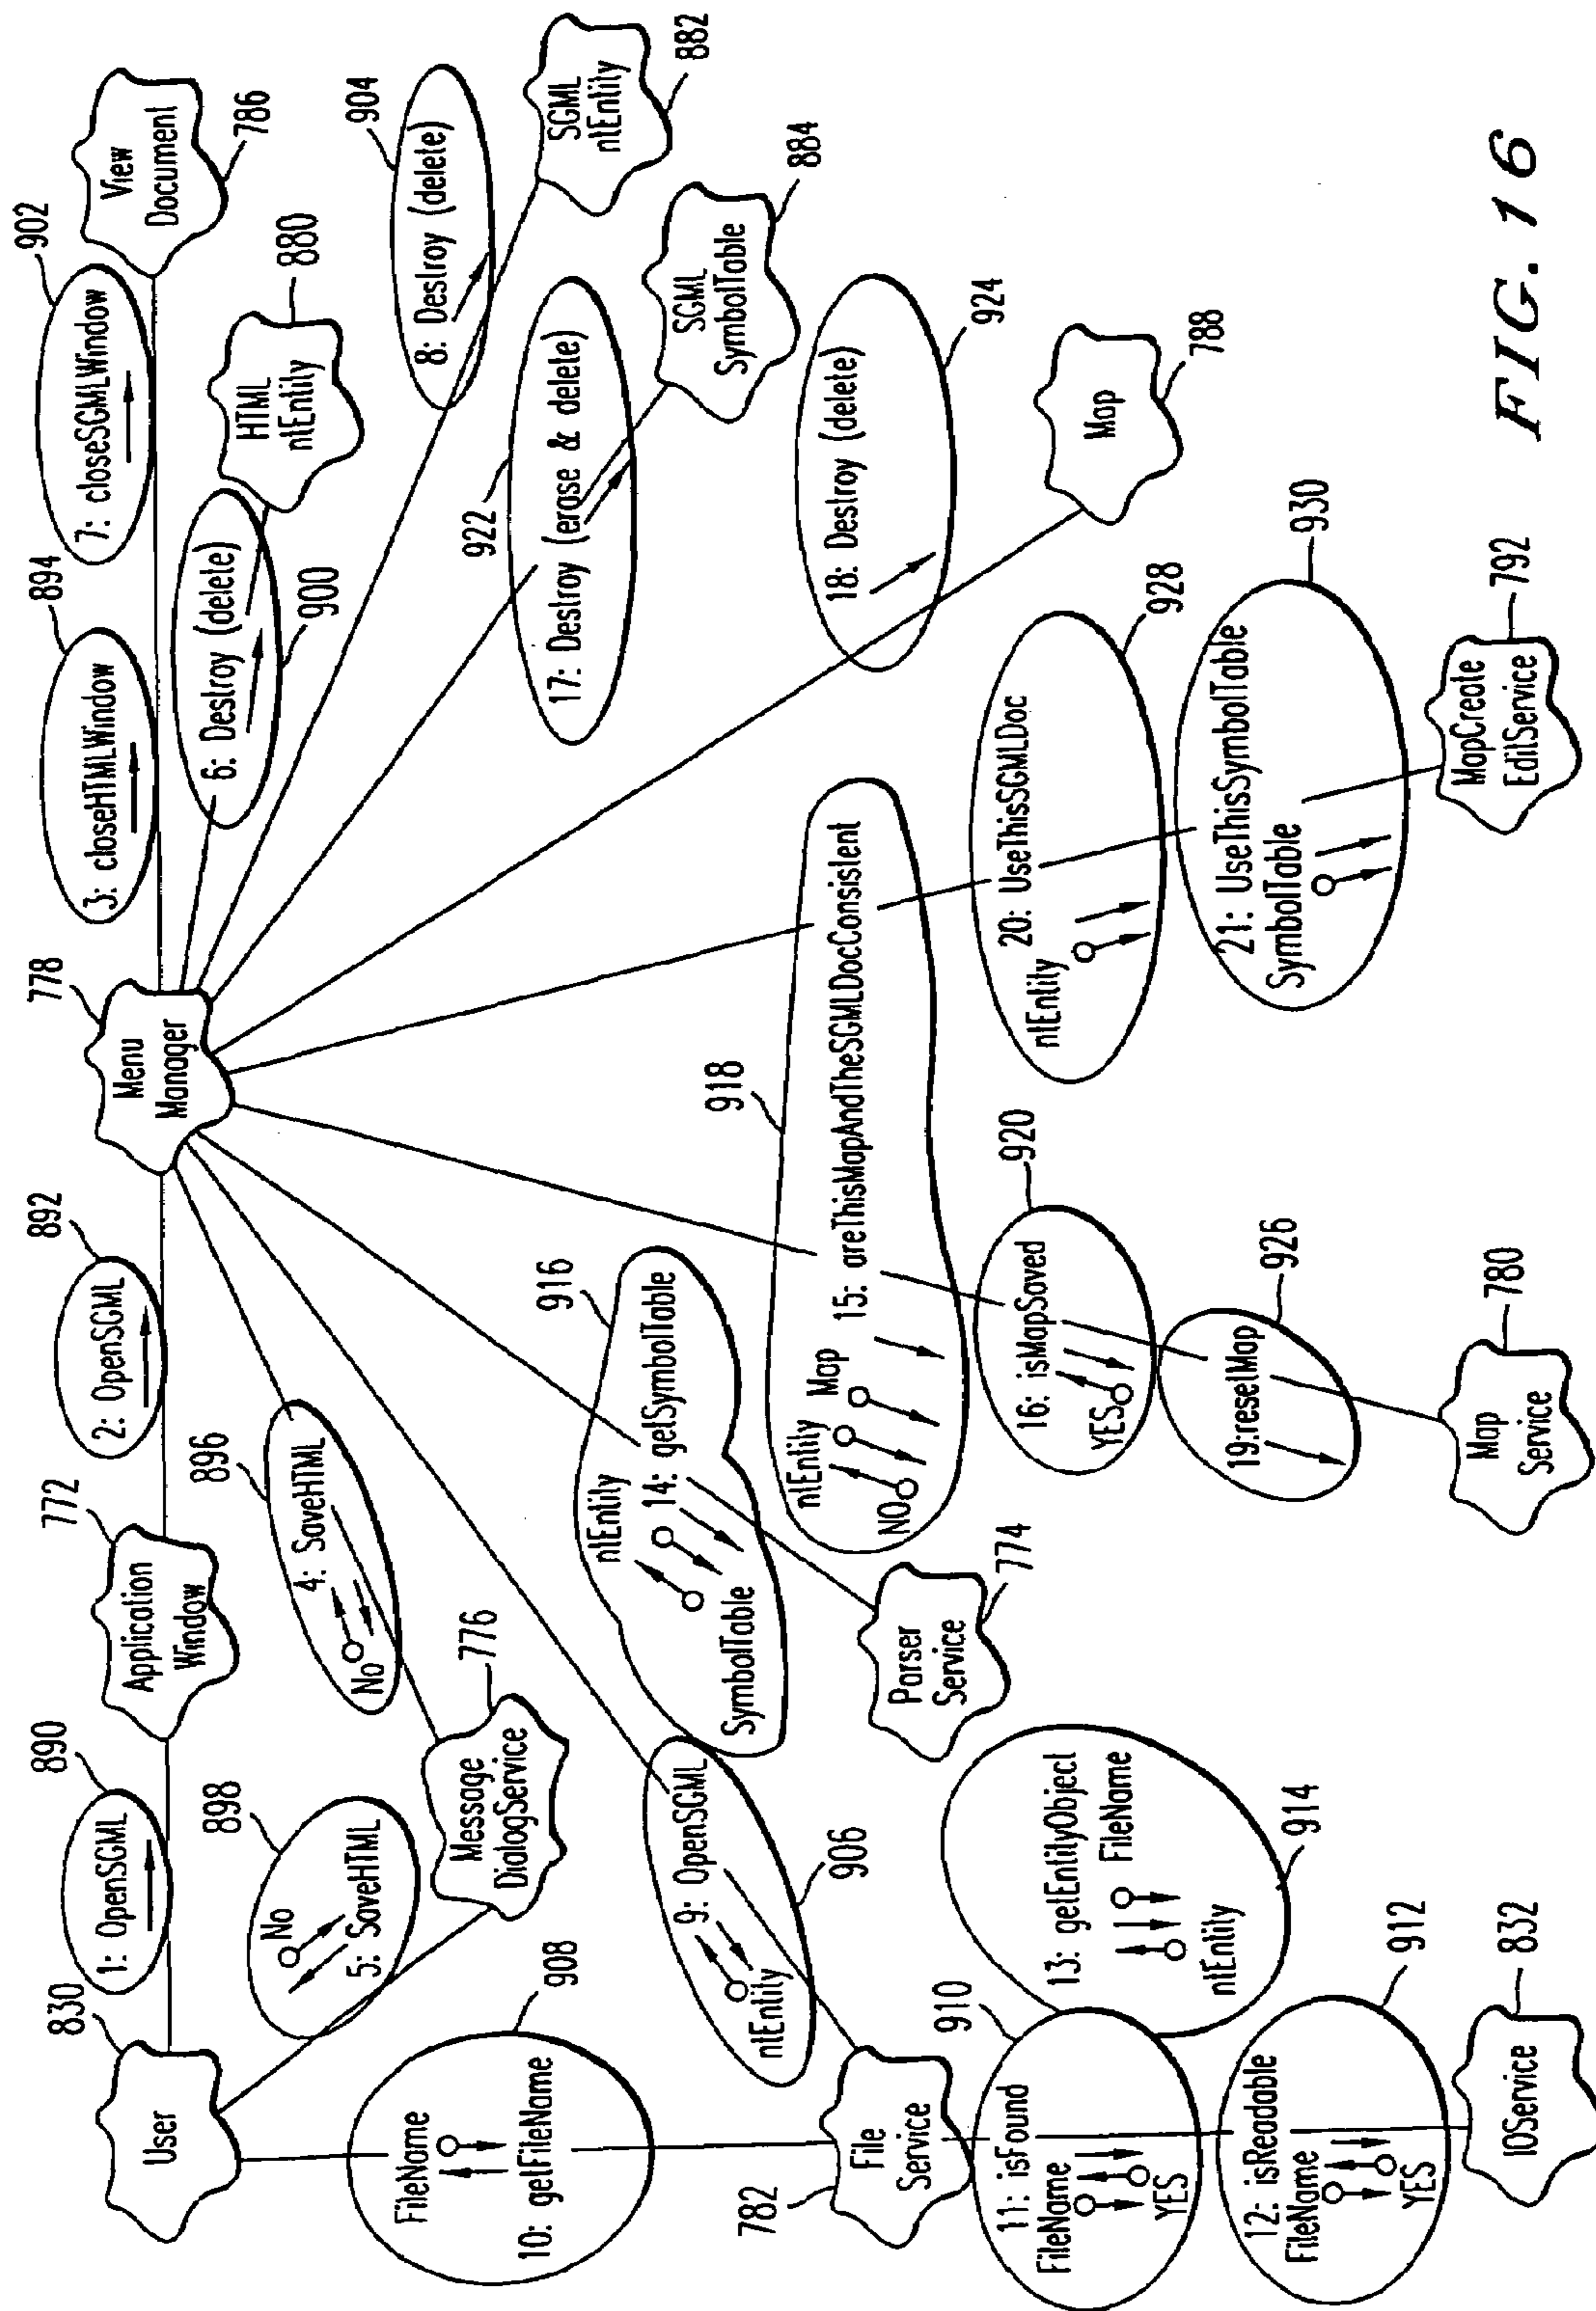 830
User
890
1: OpenSGML
772
Application
Window
892
2: OpenSGML
778
Menu
Manager
894
3: closeHTMLWindow
902
7: closeSGMLWindow
View
Document
786
898
No
5: SaveHTML
896
4: SaveHTML
No
776
Message
DialogService
6: Destroy (delete)
900
HTML
ntEntity
880
904
8: Destroy (delete)
SGML
ntEntity
882
922
17: Destroy (erase & delete)
SGML
SymbolTable
884
908
FileName
10: getFileName
9: OpenSGML
ntEntity
906
916
ntEntity
14: getSymbolTable
SymbolTable
Parser
Service
774
918
ntEntity
Map
15: areThisMapAndTheSGMLDocConsistent
NO
18: Destroy (delete)
924
Map
788
782
File
Service
910
11: isFound
FileName
YES
12: isReadable
FileName
YES
912
IOService
832
13: getEntityObject
FileName
ntEntity
914
920
16: isMapSaved
YES
926
19:resetMap
Map
Service
780
20: UseThisSGMLDoc
ntEntity
928
21: UseThisSymbolTable
SymbolTable
930
MapCreate
EditService
792
FIG. 16